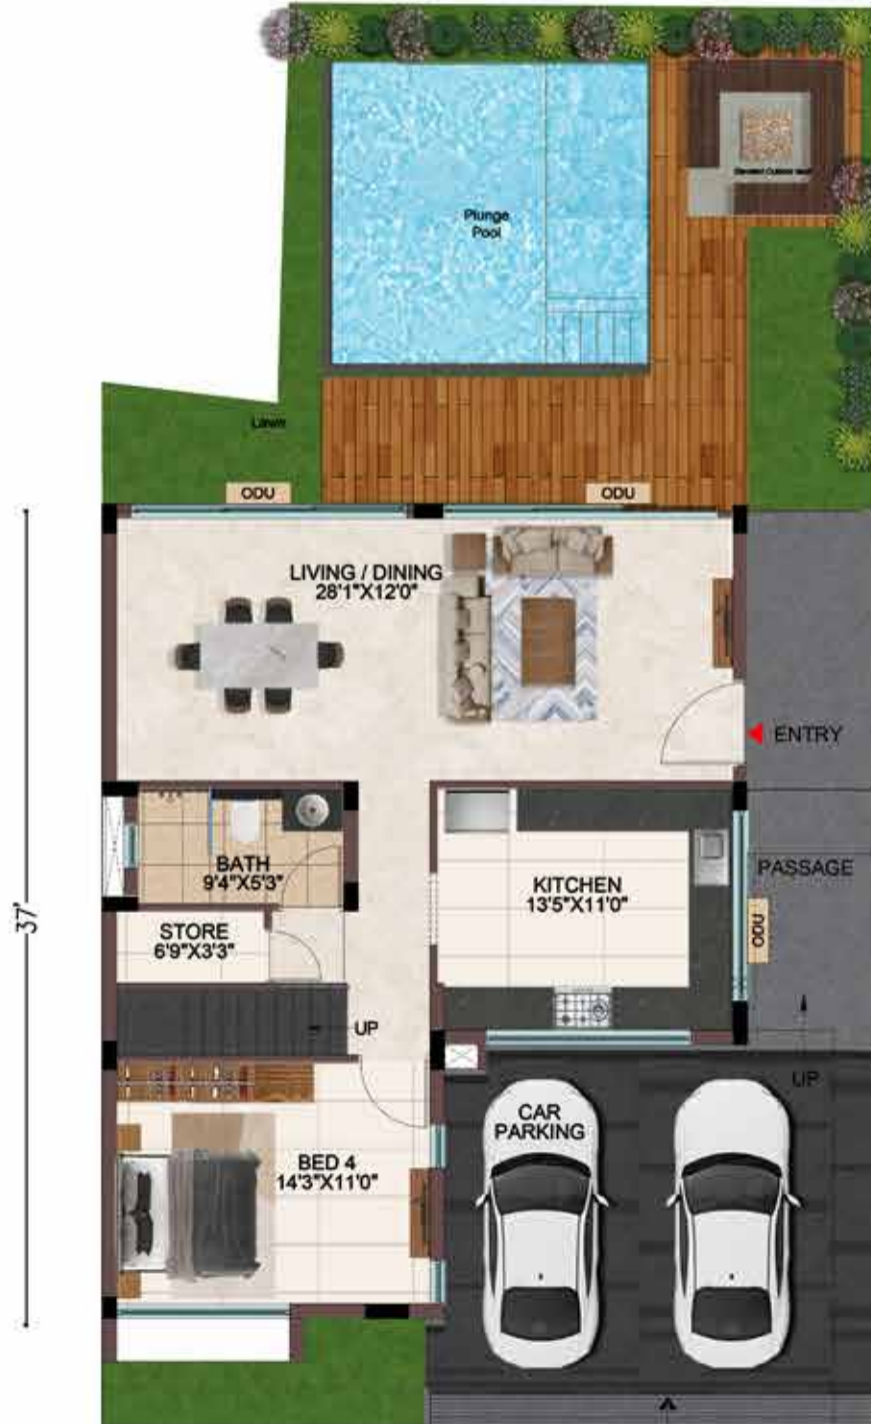 Plunge
Pool
Lawn
ODU
ODU
LIVING / DINING
28'1"X12'0"
ENTRY
BATH
9'4"X5'3"
KITCHEN
13'5"X11'0"
PASSAGE
STORE
6'9"X3'3"
ODU
37'
UP
UP
CAR
PARKING
BED 4
14'3"X11'0"